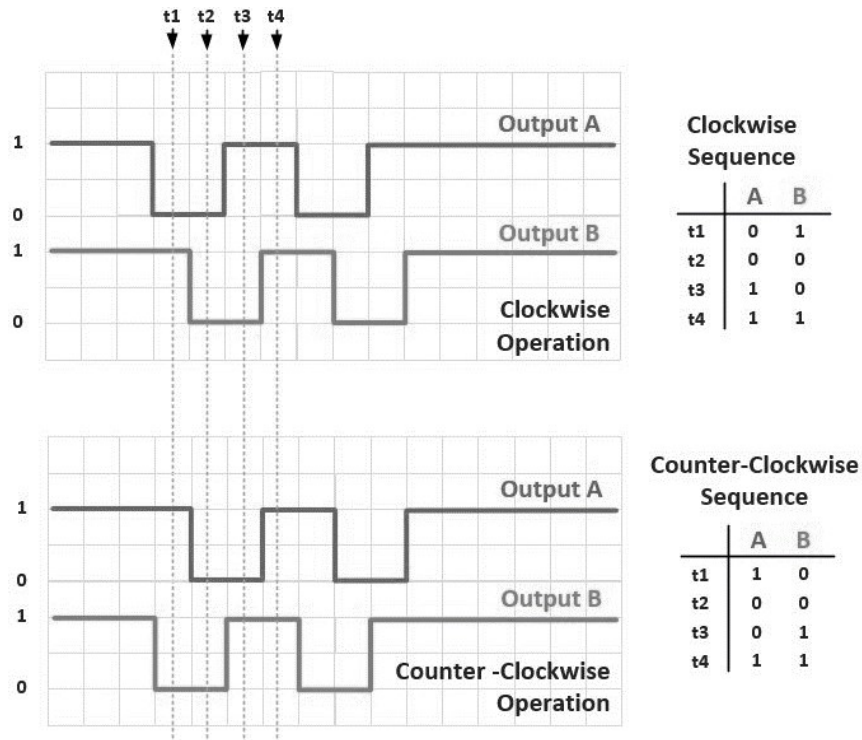 t1 t2 t3 t4
1
Output A
0
1
Output B
0
Clockwise
Operation
Clockwise
Sequence
A B
t1 0 1
t2 0 0
t3 1 0
t4 1 1
1
Output A
0
1
Output B
0
Counter -Clockwise
Operation
Counter-Clockwise
Sequence
A B
t1 1 0
t2 0 0
t3 0 1
t4 1 1